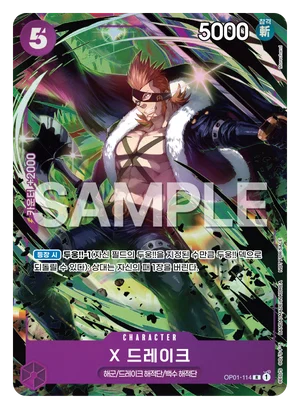 5
5000
참격
斬
카운터+2000
SAMPLE
등장 시 두웅!!-1(자신 필드의 두웅!!을 지정된 수만큼 두웅!! 덱으로
되돌릴 수 있다): 상대는 자신의 패 1장을 버린다.
CHARACTER
X 드레이크
해군/드레이크 해적단/백수 해적단
OP01-114 R 1